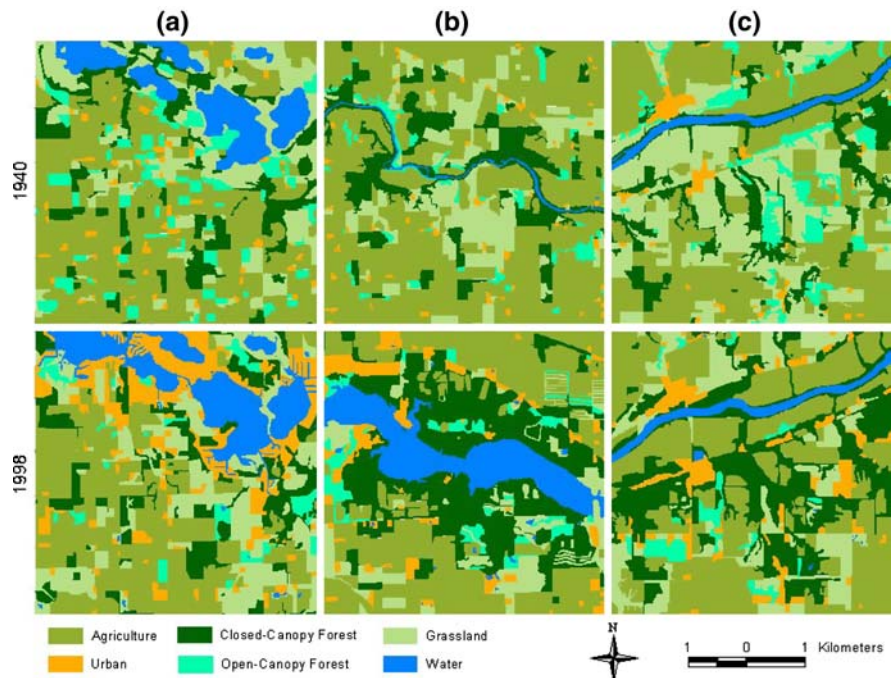 (a) (b) (c)
1940
1998
Agriculture Closed-Canopy Forest Grassland
Urban Open-Canopy Forest Water
N
1 0 1 Kilometers